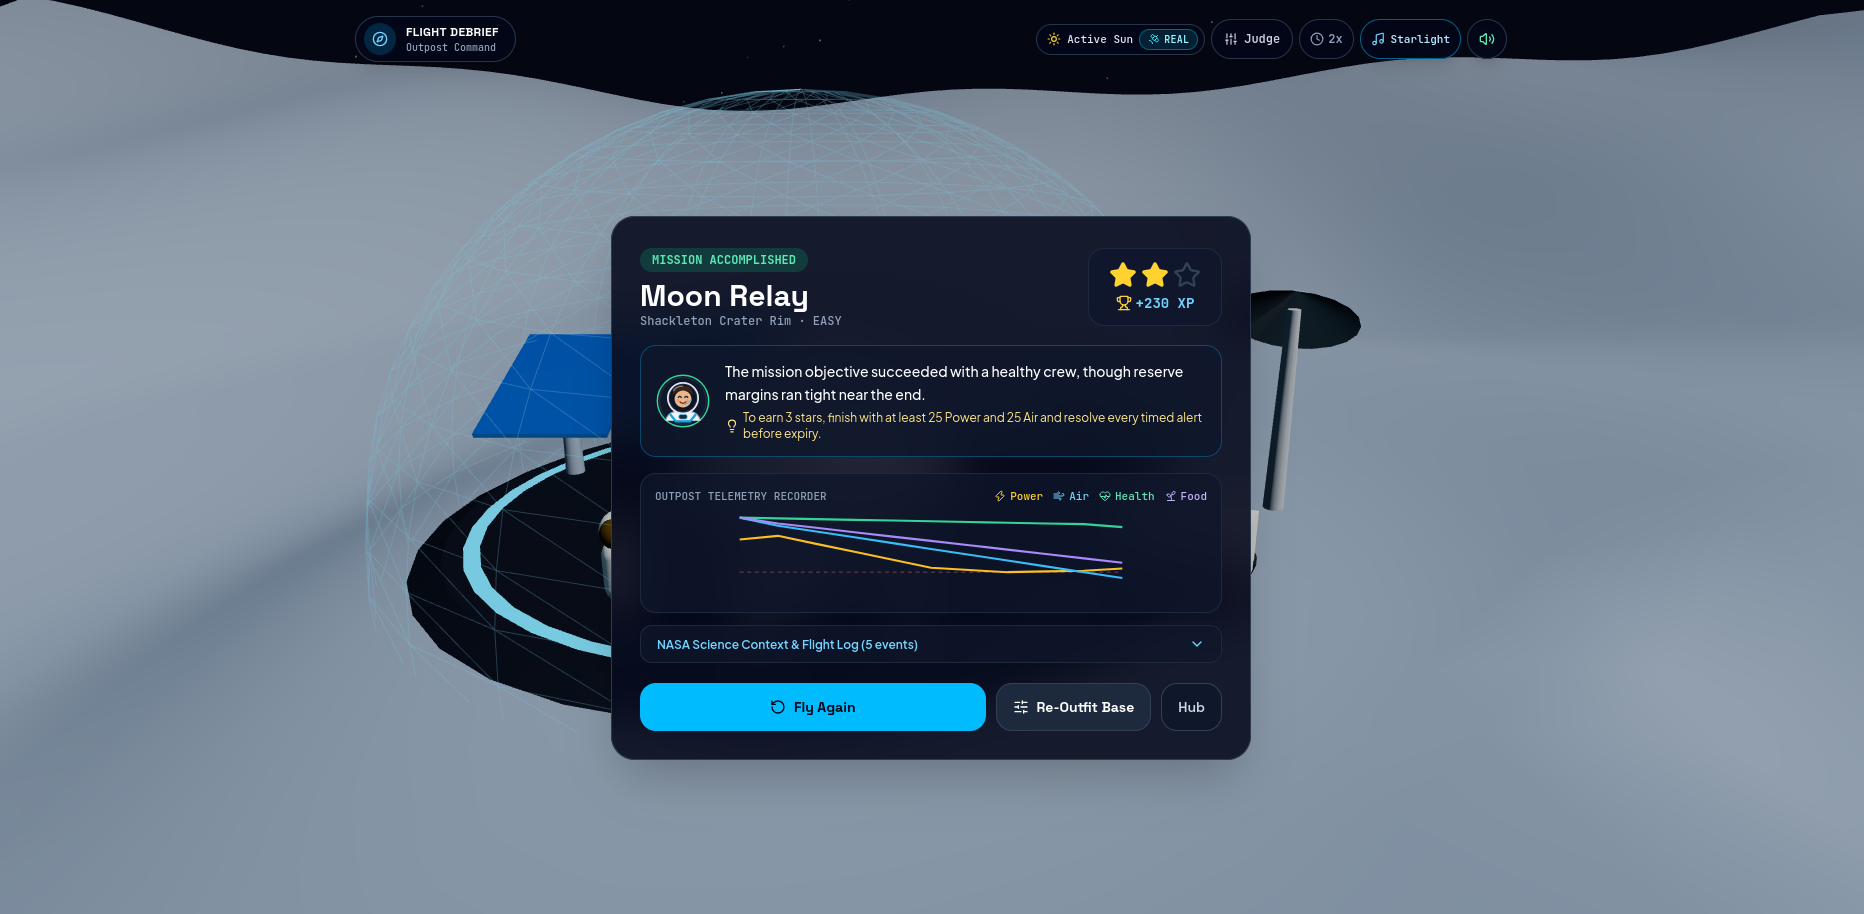 FLIGHT DEBRIEF
Outpost Command
Active Sun
REAL
Judge
2x
Starlight
MISSION ACCOMPLISHED
Moon Relay
Shackleton Crater Rim · EASY
+230 XP
The mission objective succeeded with a healthy crew, though reserve
margins ran tight near the end.
To earn 3 stars, finish with at least 25 Power and 25 Air and resolve every timed alert
before expiry.
OUTPOST TELEMETRY RECORDER
Power
Air
Health
Food
NASA Science Context & Flight Log (5 events)
Fly Again
Re-Outfit Base
Hub